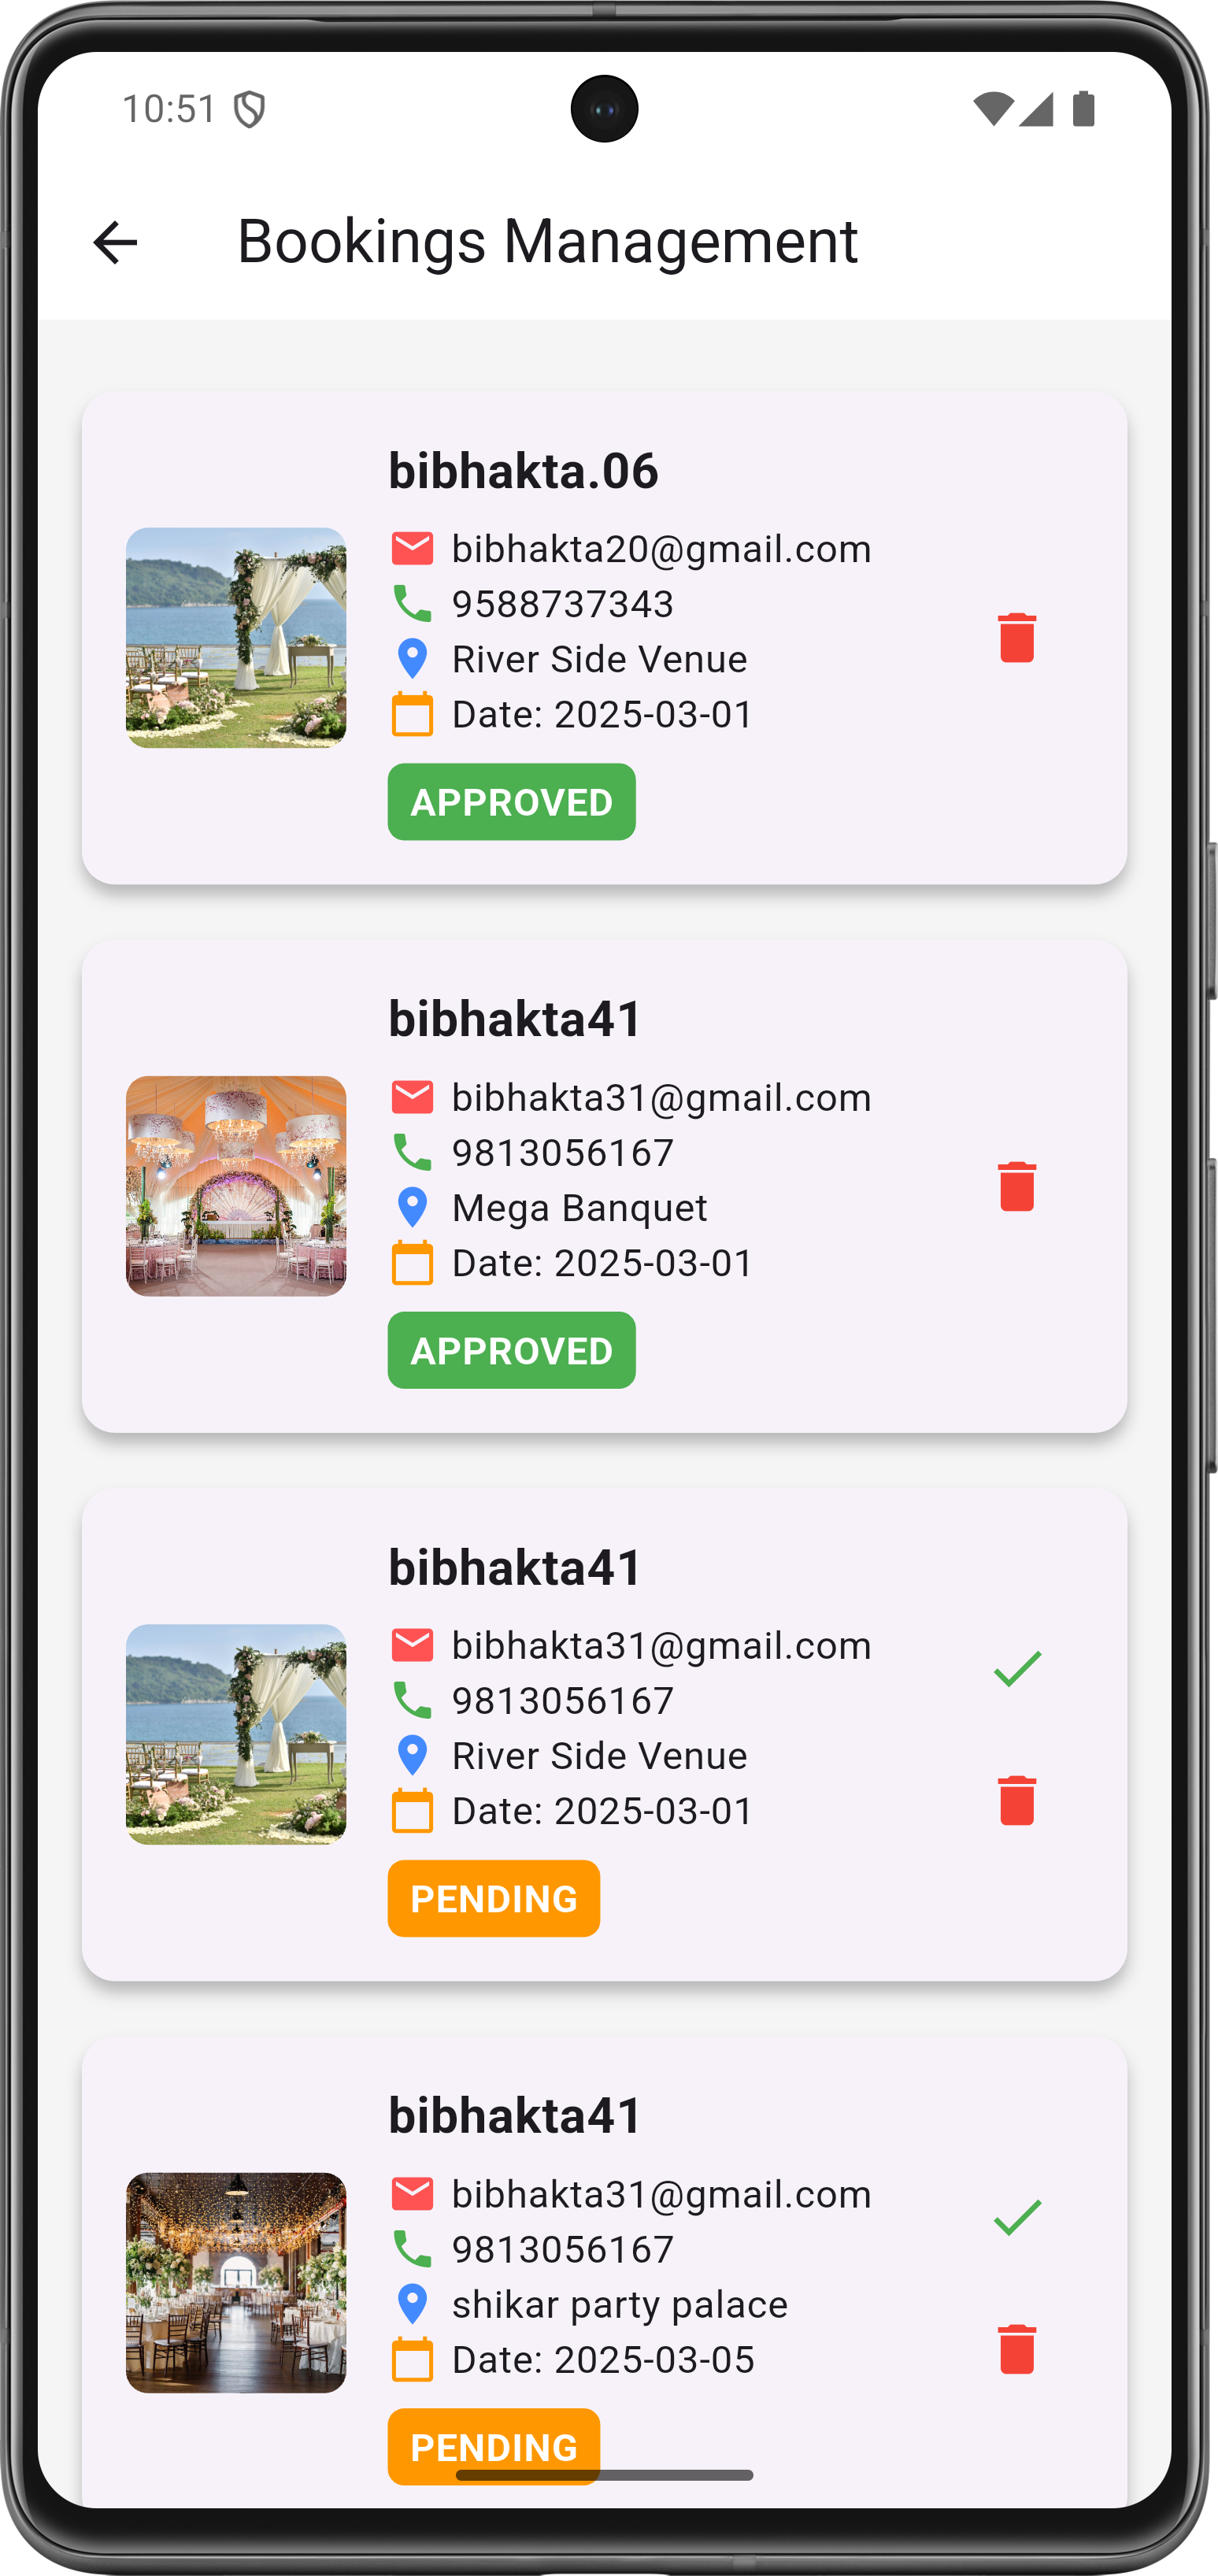 10:51
Bookings Management
bibhakta.06
bibhakta20@gmail.com
9588737343
River Side Venue
Date: 2025-03-01
APPROVED
bibhakta41
bibhakta31@gmail.com
9813056167
Mega Banquet
Date: 2025-03-01
APPROVED
bibhakta41
bibhakta31@gmail.com
9813056167
River Side Venue
Date: 2025-03-01
PENDING
bibhakta41
bibhakta31@gmail.com
9813056167
shikar party palace
Date: 2025-03-05
PENDING